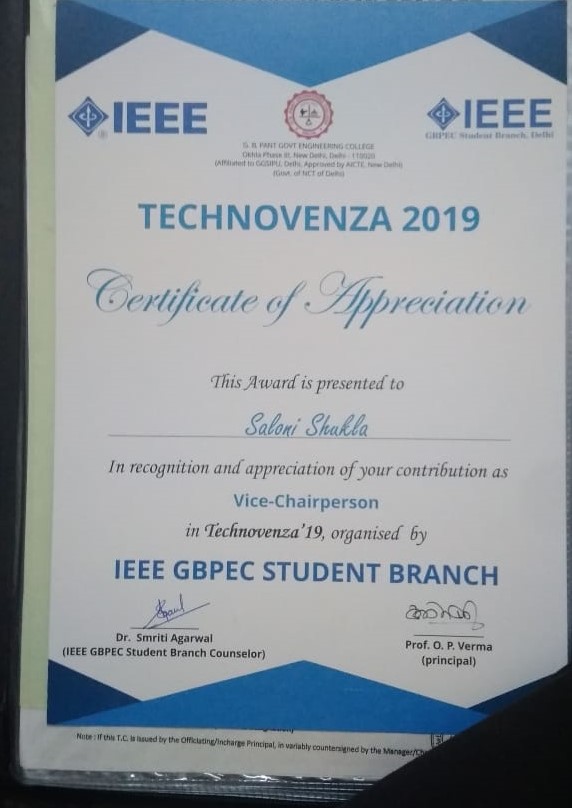 IEEE
IEEE
GBPEC Student Branch, Delhi
G. B. PANT GOVT ENGINEERING COLLEGE
Okhla Phase III, New Delhi, Delhi - 110020
(Affiliated to GGSIPU, Delhi, Approved by AICTE, New Delhi)
(Govt. of NCT of Delhi)
TECHNOVENZA 2019
Certificate of Appreciation
This Award is presented to
Saloni Shukla
In recognition and appreciation of your contribution as
Vice-Chairperson
in Technovenza'19, organised by
IEEE GBPEC STUDENT BRANCH
Dr. Smriti Agarwal
(IEEE GBPEC Student Branch Counselor)
Prof. O. P. Verma
(principal)
Note : If this T.C. is issued by the Officiating/Incharge Principal, in variably countersigned by the Manager/